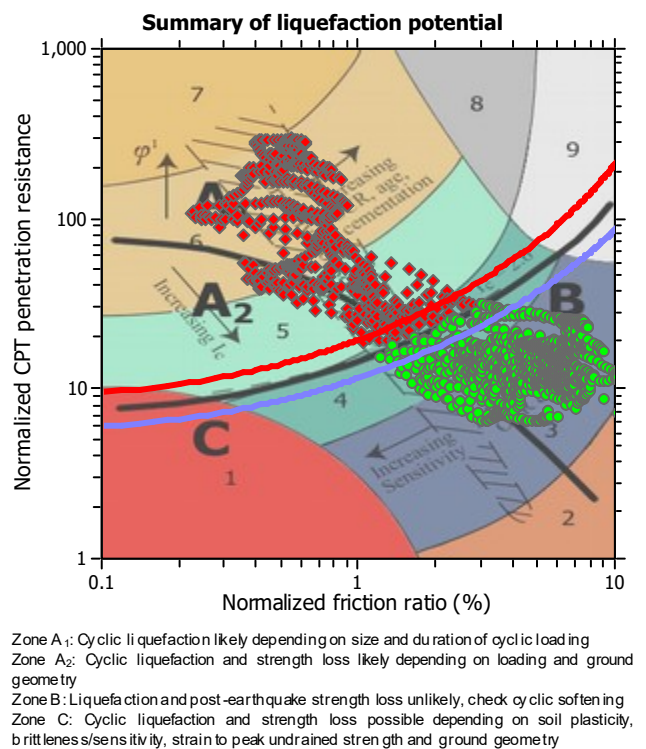 Summary of liquefaction potential
1,000
100
10
1
Normalized CPT penetration resistance
7
8
9
φ'
Increasing
OCR, age,
cementation
A
6
A2
5
Increasing Ic
B
4
C
1
3
Increasing
Sensitivity
2
0.1
1
10
Normalized friction ratio (%)
Zone A1: Cyclic liquefaction likely depending on size and duration of cyclic loading
Zone A2: Cyclic liquefaction and strength loss likely depending on loading and ground
geometry
Zone B: Liquefaction and post-earthquake strength loss unlikely, check cyclic softening
Zone C: Cyclic liquefaction and strength loss possible depending on soil plasticity,
brittleness/sensitivity, strain to peak undrained strength and ground geometry